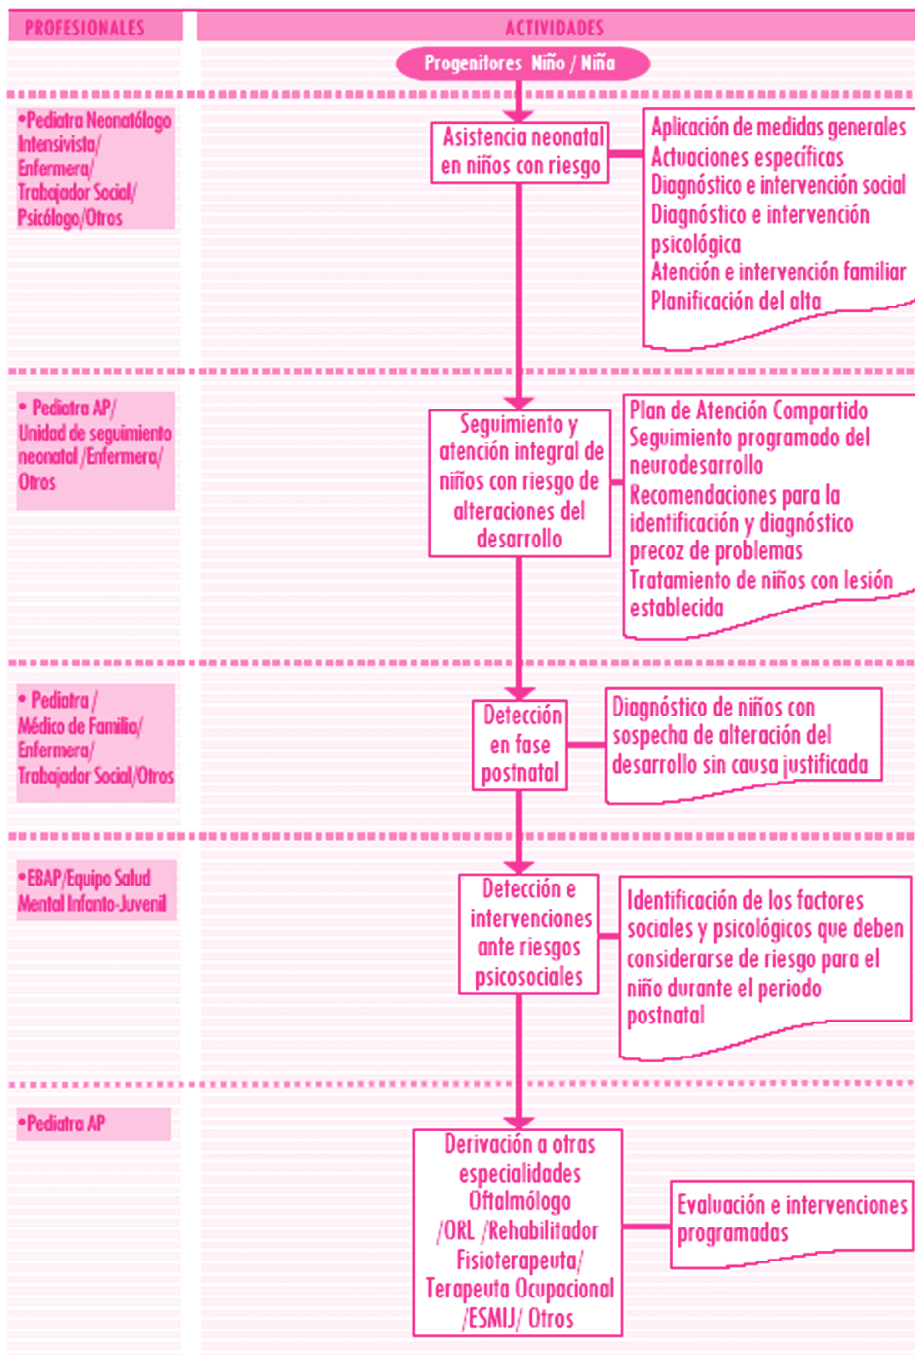 PROFESIONALES
ACTIVIDADES
Progenitores Niño / Niña
•Pediatra Neonatólogo
Intensivista/
Enfermera/
Trabajador Social/
Psicólogo/Otros
Asistencia neonatal
en niños con riesgo
Aplicación de medidas generales
Actuaciones específicas
Diagnóstico e intervención social
Diagnóstico e intervención
psicológica
Atención e intervención familiar
Planificación del alta
• Pediatra AP/
Unidad de seguimiento
neonatal /Enfermera/
Otros
Seguimiento y
atención integral de
niños con riesgo de
alteraciones del
desarrollo
Plan de Atención Compartido
Seguimiento programado del
neurodesarrollo
Recomendaciones para la
identificación y diagnóstico
precoz de problemas
Tratamiento de niños con lesión
establecida
• Pediatra /
Médico de Familia/
Enfermera/
Trabajador Social/Otros
Detección
en fase
postnatal
Diagnóstico de niños con
sospecha de alteración del
desarrollo sin causa justificada
•EBAP/Equipo Salud
Mental Infanto-Juvenil
Detección e
intervenciones
ante riesgos
psicosociales
Identificación de los factores
sociales y psicológicos que deben
considerarse de riesgo para el
niño durante el periodo
postnatal
•Pediatra AP
Derivación a otras
especialidades
Oftalmólogo
/ORL /Rehabilitador
Fisioterapeuta/
Terapeuta Ocupacional
/ESMIJ/ Otros
Evaluación e intervenciones
programadas